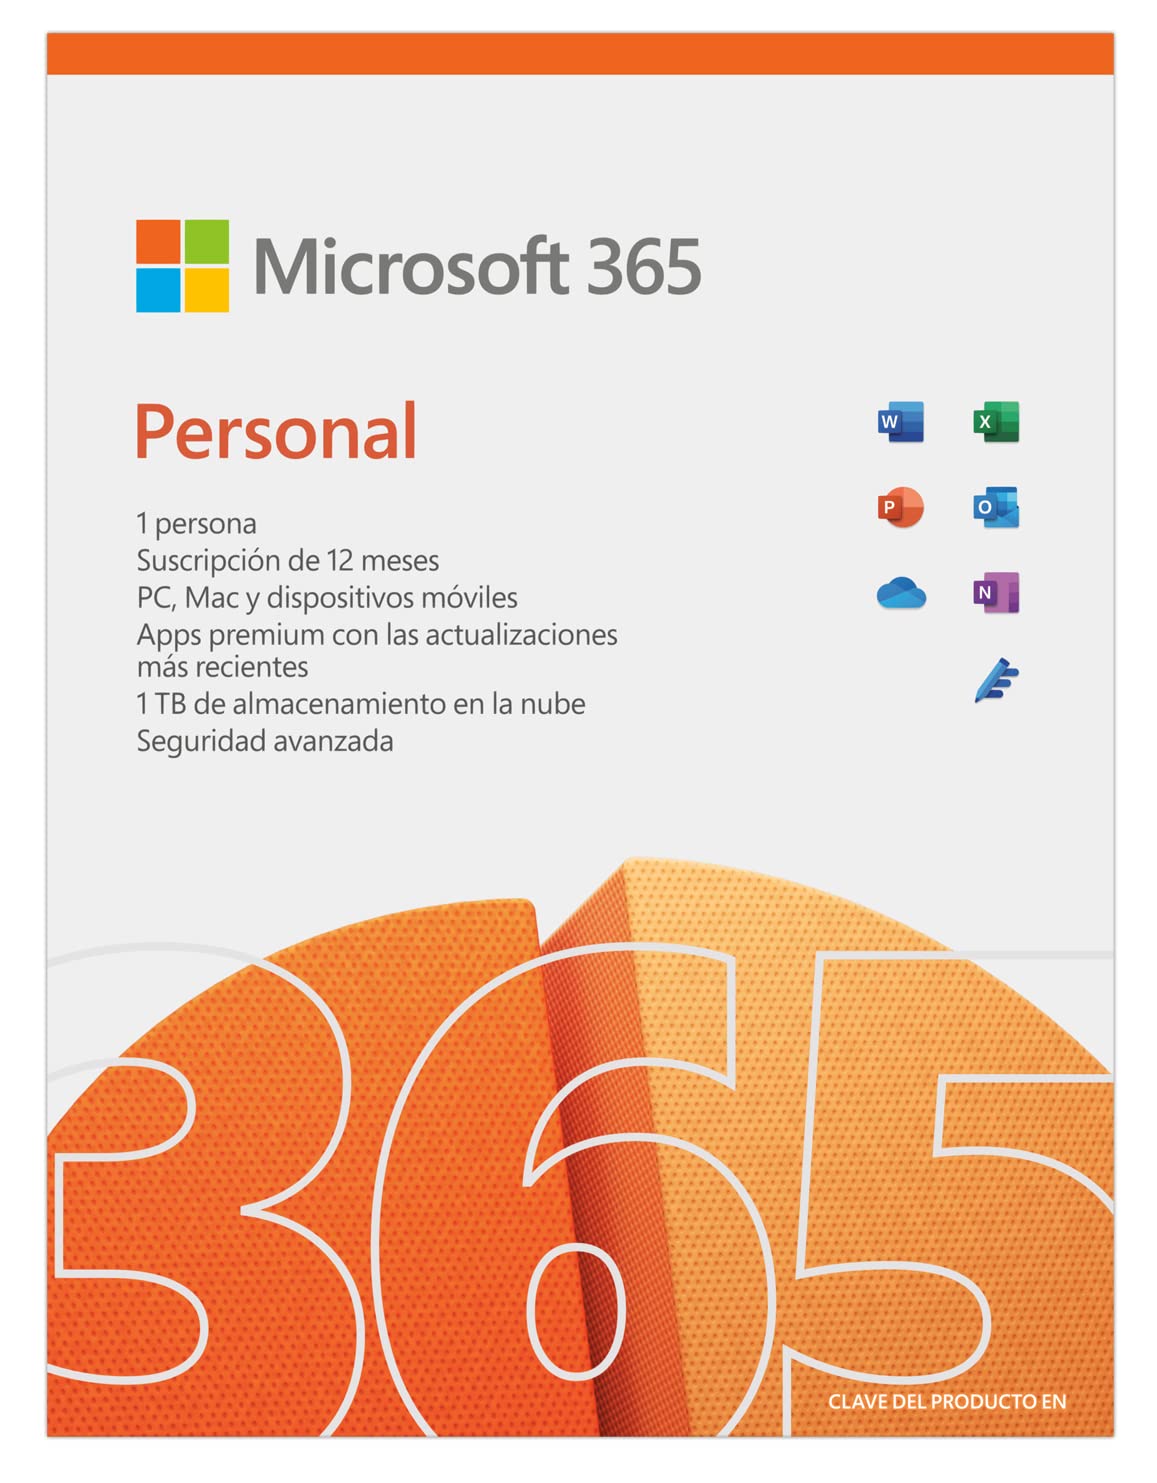 Microsoft 365
Personal
1 persona
Suscripción de 12 meses
PC, Mac y dispositivos móviles
Apps premium con las actualizaciones
más recientes
1 TB de almacenamiento en la nube
Seguridad avanzada
W
X
P
O
N
365
CLAVE DEL PRODUCTO EN